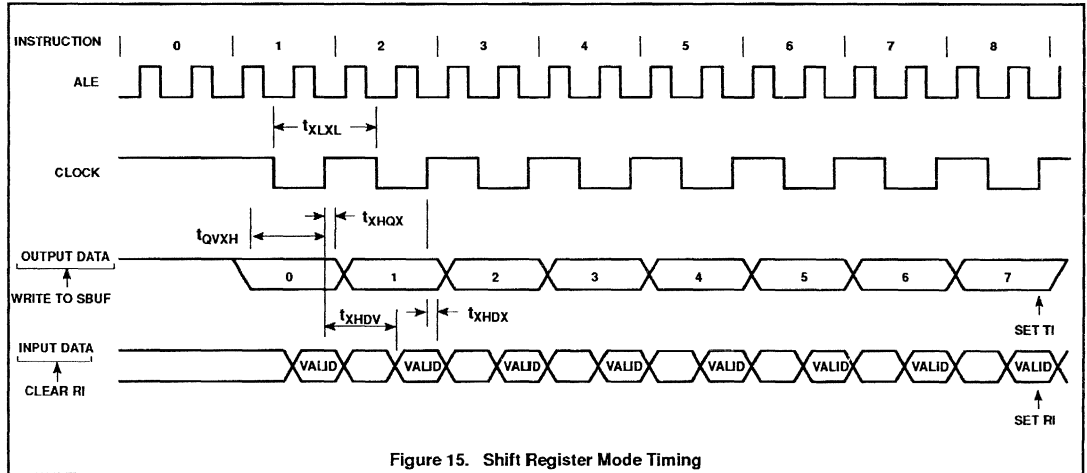 INSTRUCTION 0 1 2 3 4 5 6 7 8
ALE
tXLXL
CLOCK
tXHQX
tQVXH
OUTPUT DATA
0 1 2 3 4 5 6 7
WRITE TO SBUF
tXHDV tXHDX
SET TI
INPUT DATA
VALID VALID VALID VALID VALID VALID VALID VALID
CLEAR RI
SET RI
Figure 15. Shift Register Mode Timing